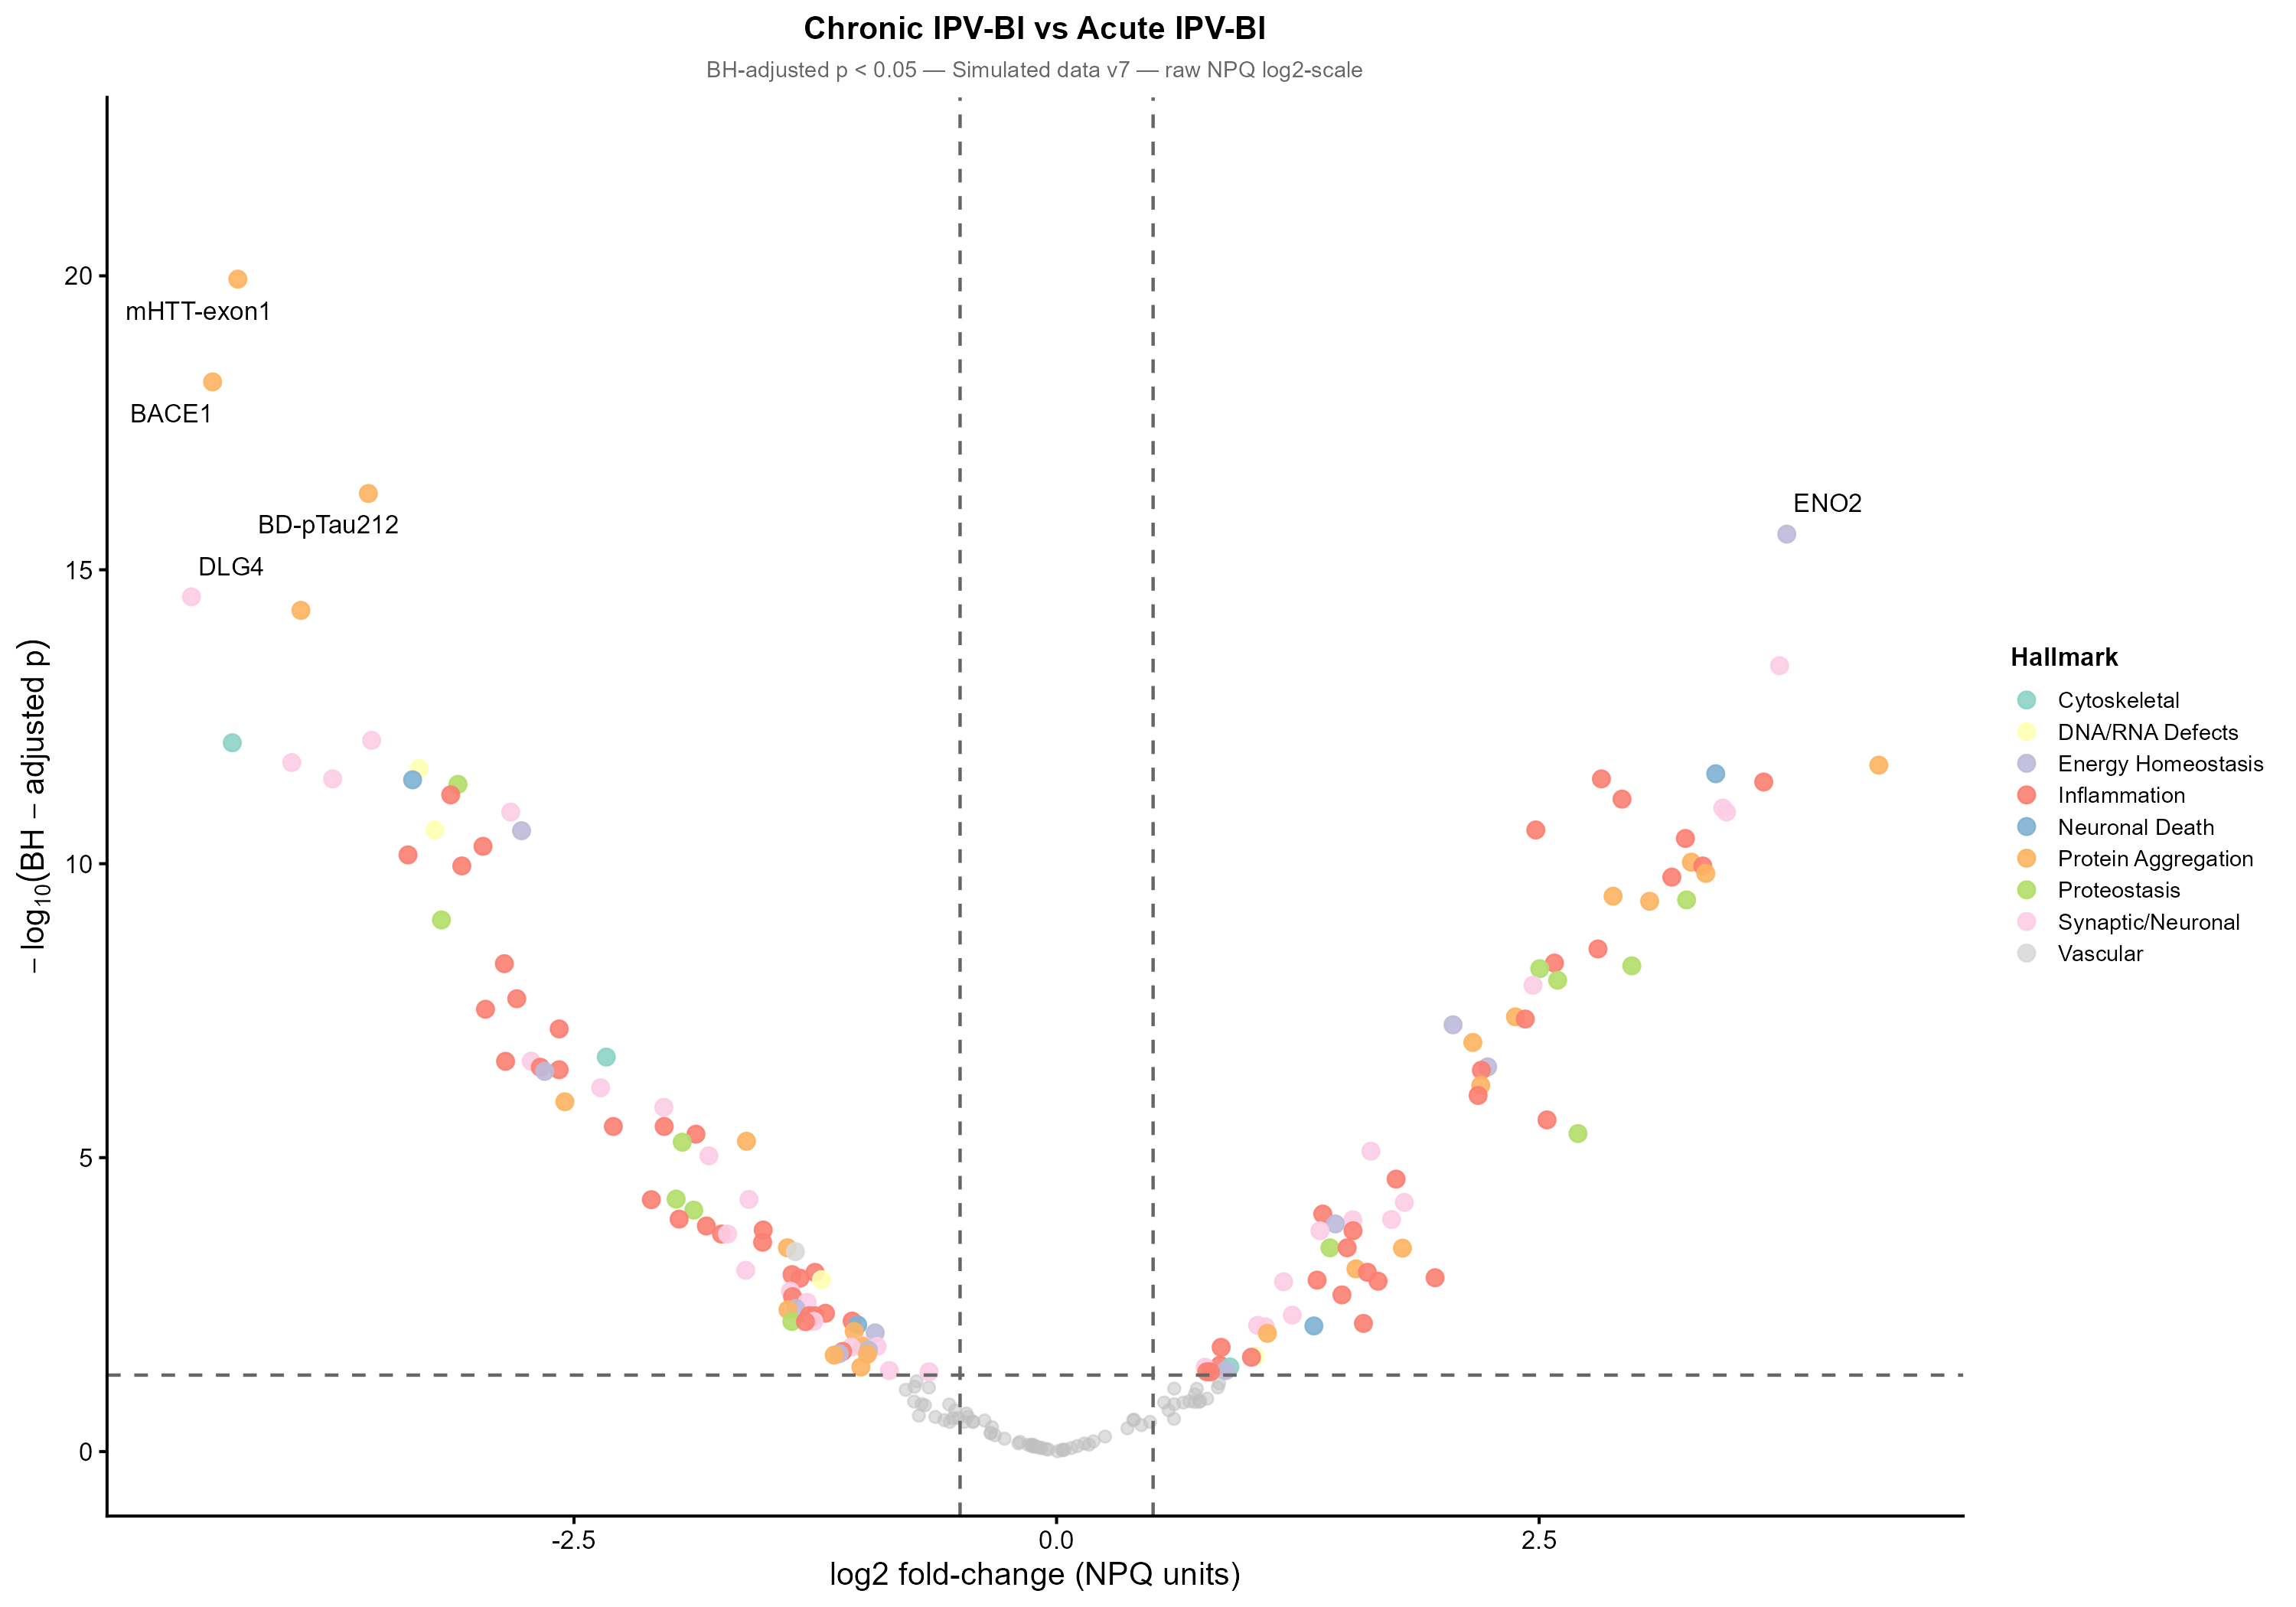 Chronic IPV-BI vs Acute IPV-BI
BH-adjusted p < 0.05 — Simulated data v7 — raw NPQ log2-scale
− log10(BH − adjusted p)
20
15
10
5
0
mHTT-exon1
BACE1
BD-pTau212
DLG4
ENO2
-2.5
0.0
2.5
log2 fold-change (NPQ units)
Hallmark
Cytoskeletal
DNA/RNA Defects
Energy Homeostasis
Inflammation
Neuronal Death
Protein Aggregation
Proteostasis
Synaptic/Neuronal
Vascular